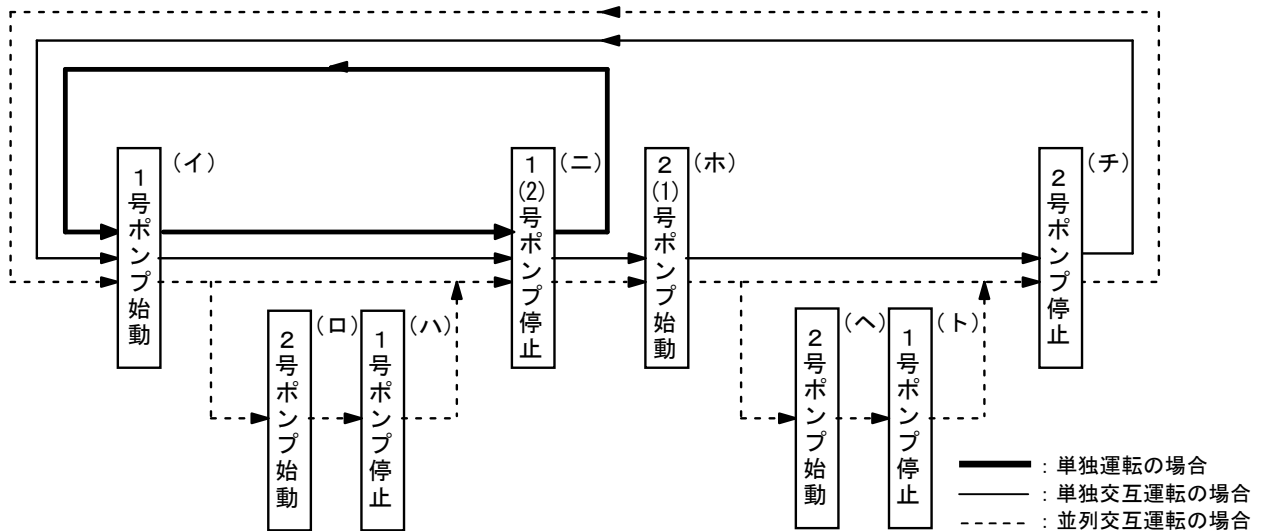 1号ポンプ始動
(イ)
2号ポンプ始動
(ロ)
1号ポンプ停止
(ハ)
1(2)号ポンプ停止
(ニ)
2(1)号ポンプ始動
(ホ)
2号ポンプ始動
(ヘ)
1号ポンプ停止
(ト)
2号ポンプ停止
(チ)
:単独運転の場合
:単独交互運転の場合
:並列交互運転の場合